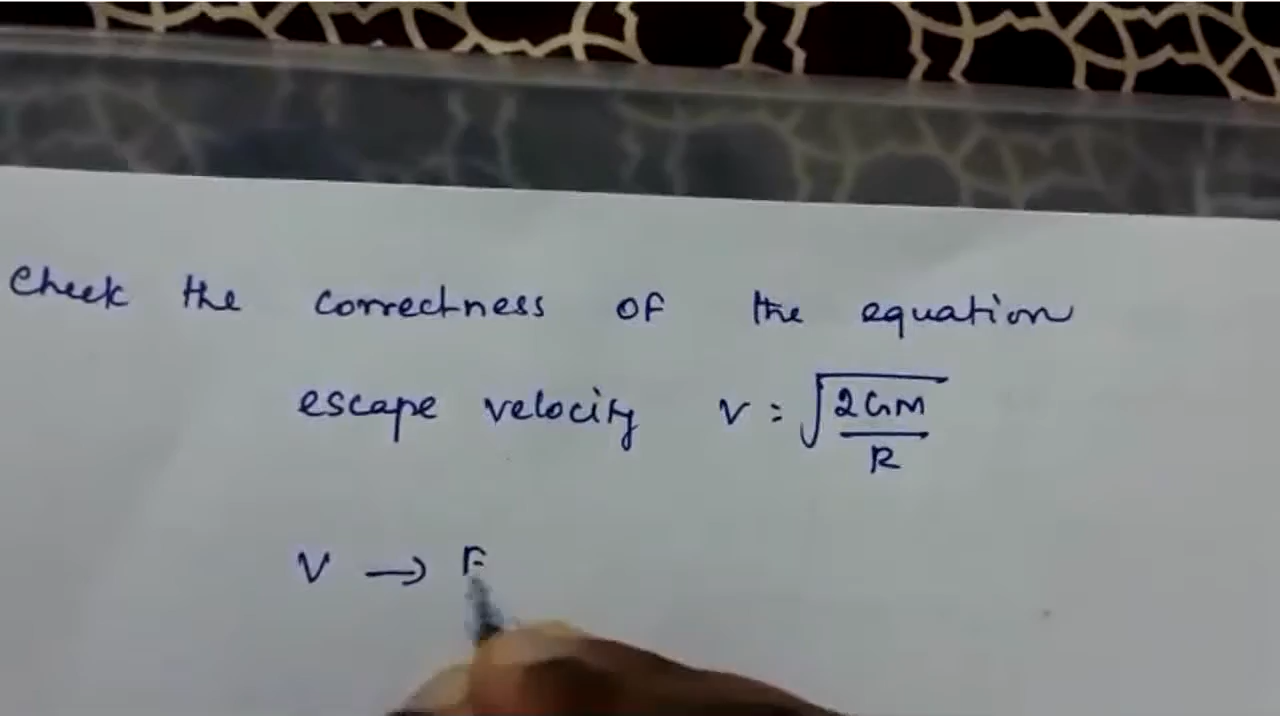 Check the correctness of the equation
escape velocity v = √(2GM/R)
V → E